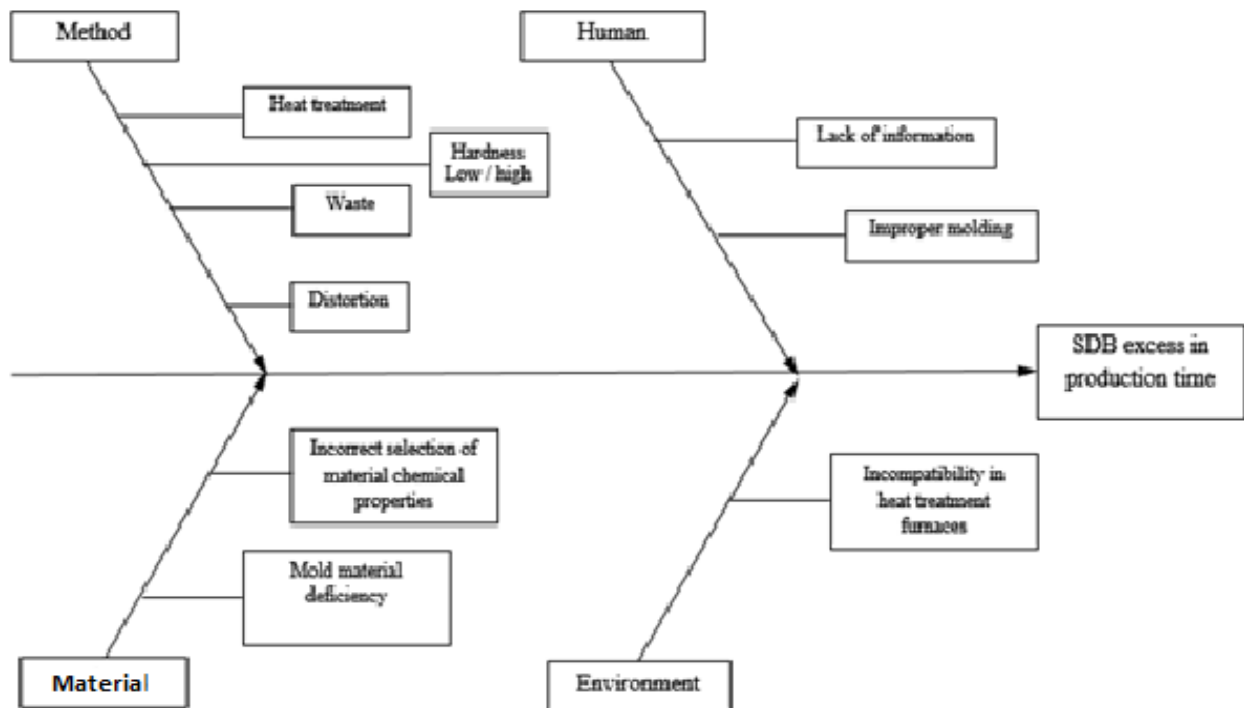 Method
Human
Heat treatment
Hardness
Low / high
Waste
Distortion
Lack of information
Improper molding
SDB excess in
production time
Incorrect selection of
material chemical
properties
Mold material
deficiency
Incompatibility in
heat treatment
furnaces
Material
Environment